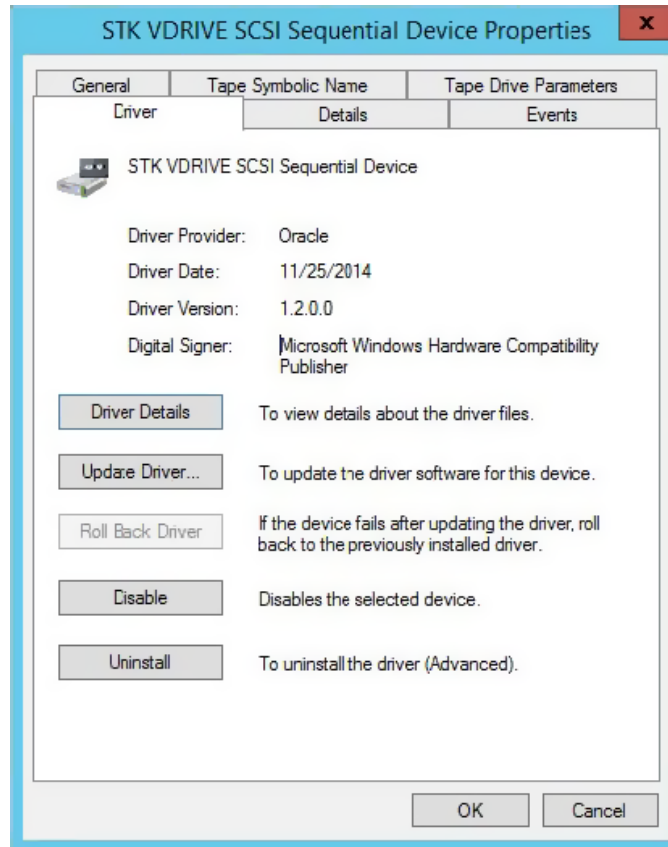 STK VDRIVE SCSI Sequential Device Properties
x
General
Tape Symbolic Name
Tape Drive Parameters
Driver
Details
Events
STK VDRIVE SCSI Sequential Device
Driver Provider: Oracle
Driver Date: 11/25/2014
Driver Version: 1.2.0.0
Digital Signer: Microsoft Windows Hardware Compatibility
Publisher
Driver Details
To view details about the driver files.
Update Driver...
To update the driver software for this device.
Roll Back Driver
If the device fails after updating the driver, roll
back to the previously installed driver.
Disable
Disables the selected device.
Uninstall
To uninstall the driver (Advanced).
OK
Cancel